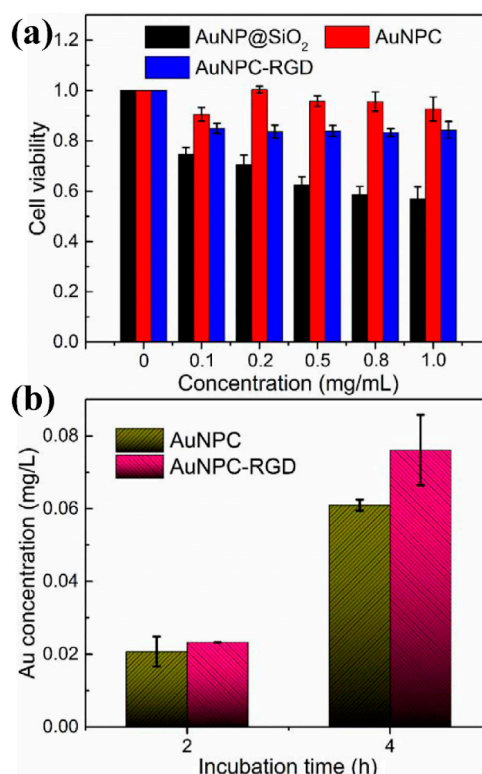 (a)
AuNP@SiO₂ AuNPC
AuNPC-RGD
Cell viability
1.2
1.0
0.8
0.6
0.4
0.2
0.0
0 0.1 0.2 0.5 0.8 1.0
Concentration (mg/mL)
(b)
AuNPC
AuNPC-RGD
Au concentration (mg/L)
0.08
0.06
0.04
0.02
0.00
2 4
Incubation time (h)